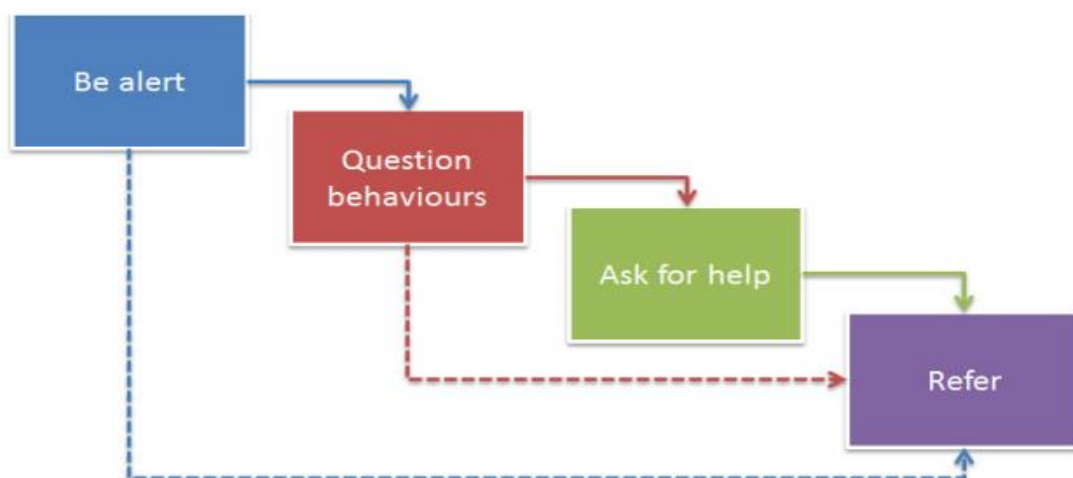 Be alert
Question
behaviours
Ask for help
Refer